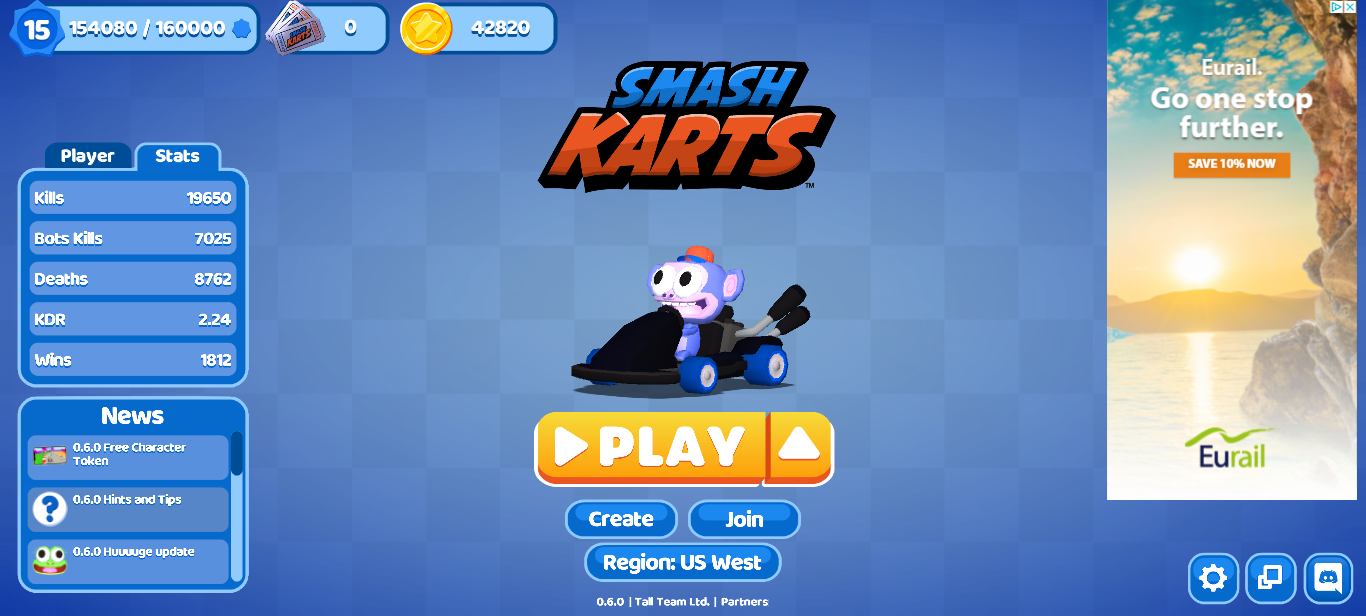 15
154080 / 160000
SMASH KARTS
0
42820
SMASH
KARTS
TM
Player
Stats
Kills 19650
Bots Kills 7025
Deaths 8762
KDR 2.24
Wins 1812
News
0.6.0 Free Character
Token
0.6.0 Hints and Tips
0.6.0 Huuuuge update
PLAY
Create
Join
Region: US West
0.6.0 | Tall Team Ltd. | Partners
Eurail.
Go one stop
further.
SAVE 10% NOW
Eurail